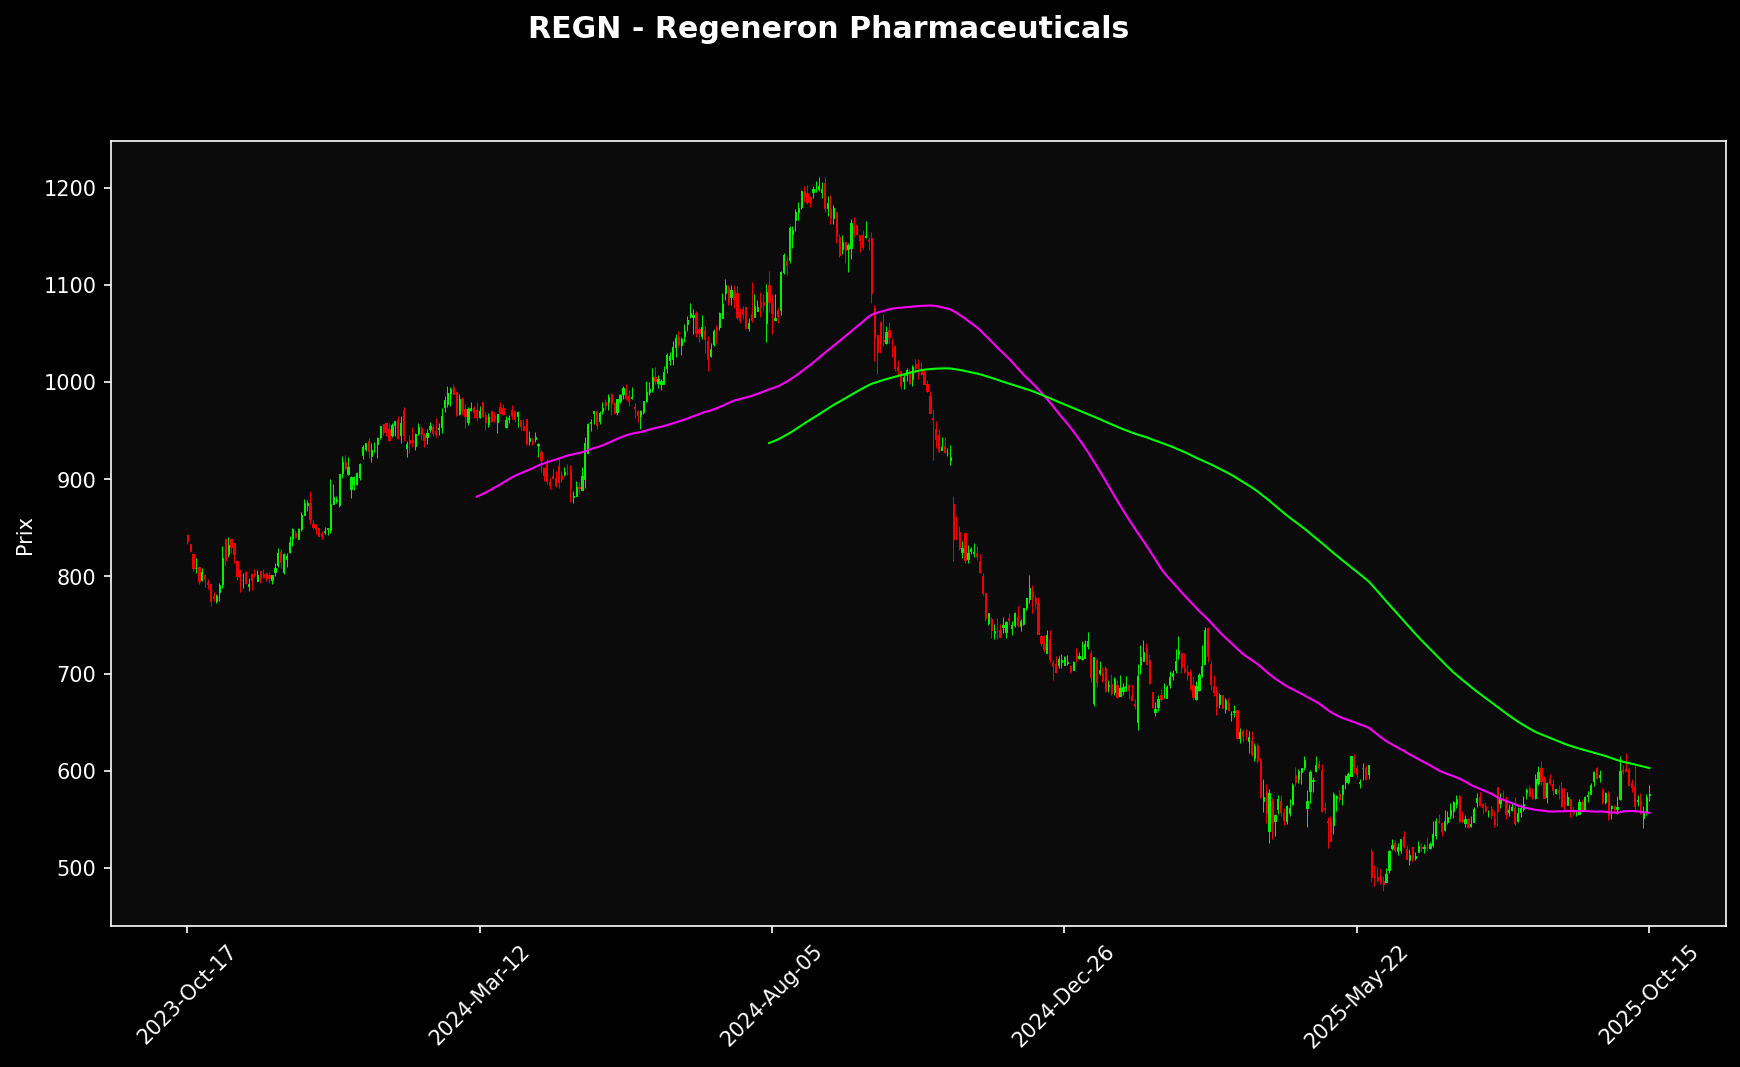 REGN - Regeneron Pharmaceuticals
Prix
1200
1100
1000
900
800
700
600
500
2023-Oct-17
2024-Mar-12
2024-Aug-05
2024-Dec-26
2025-May-22
2025-Oct-15